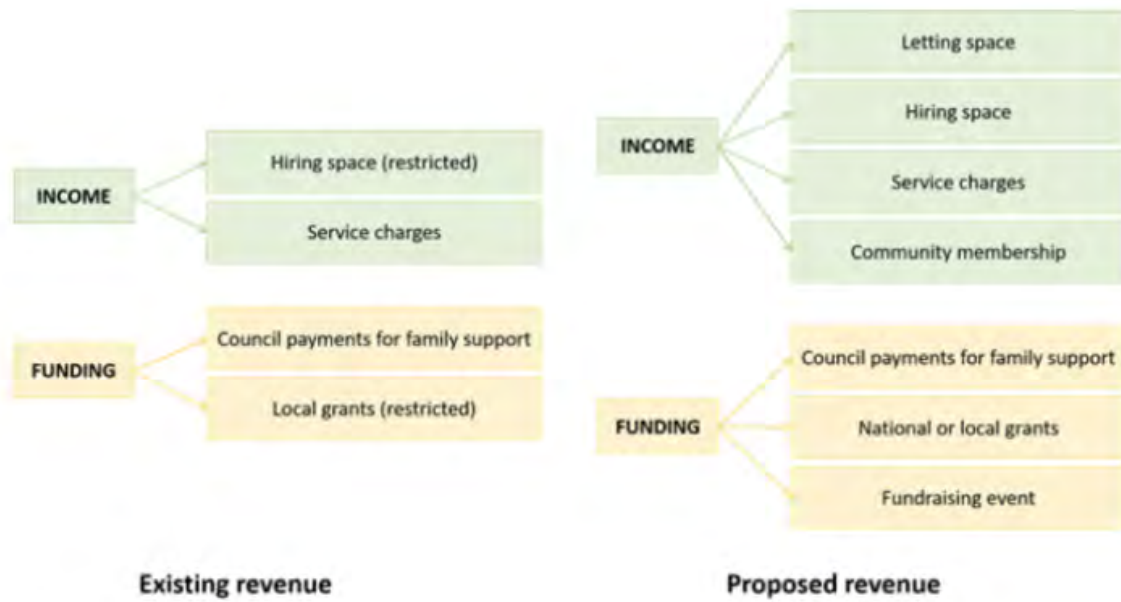 INCOME
Hiring space (restricted)
Service charges
FUNDING
Council payments for family support
Local grants (restricted)
Existing revenue
INCOME
Letting space
Hiring space
Service charges
Community membership
FUNDING
Council payments for family support
National or local grants
Fundraising event
Proposed revenue